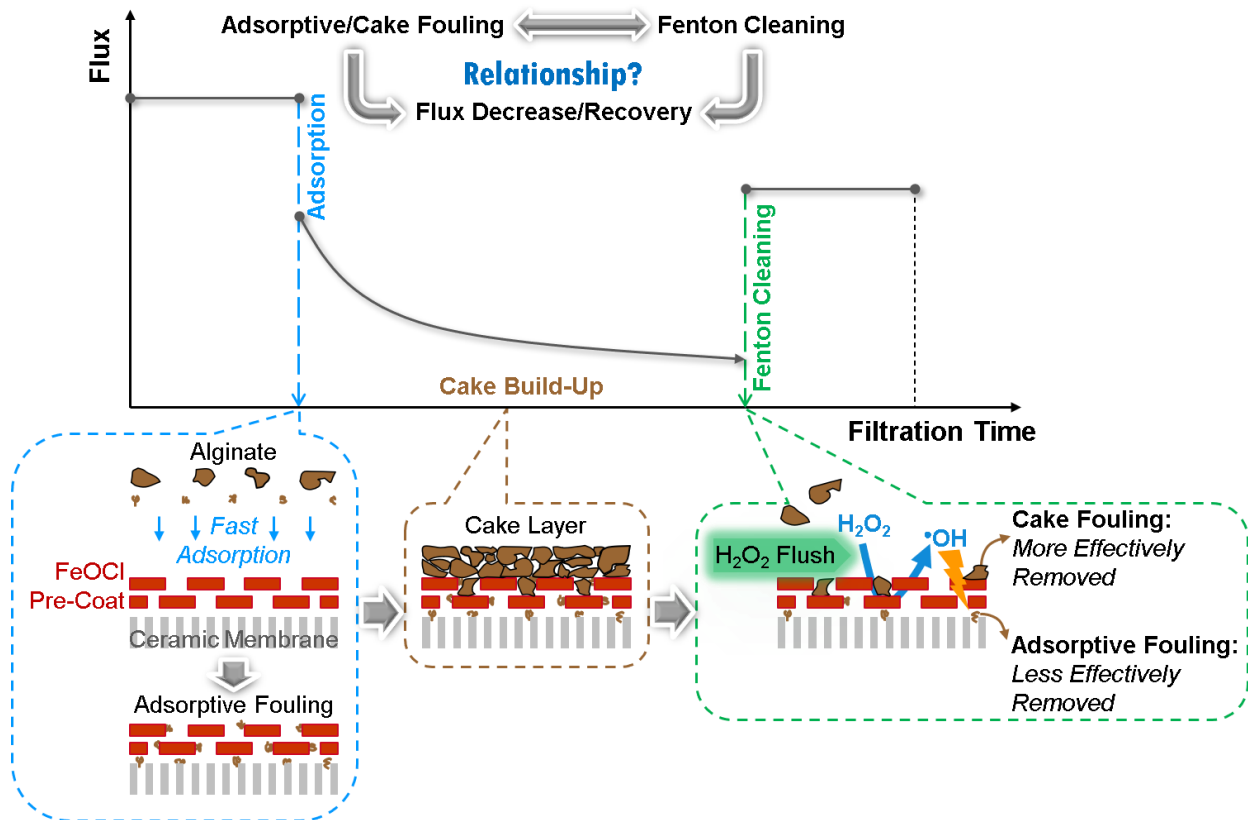 Adsorptive/Cake Fouling
Fenton Cleaning
Relationship?
Flux Decrease/Recovery
Flux
Adsorption
Fenton Cleaning
Cake Build-Up
Filtration Time
Alginate
Fast
Adsorption
FeOCl
Pre-Coat
Ceramic Membrane
Adsorptive Fouling
Cake Layer
H₂O₂ Flush
H₂O₂
•OH
Cake Fouling:
More Effectively
Removed
Adsorptive Fouling:
Less Effectively
Removed